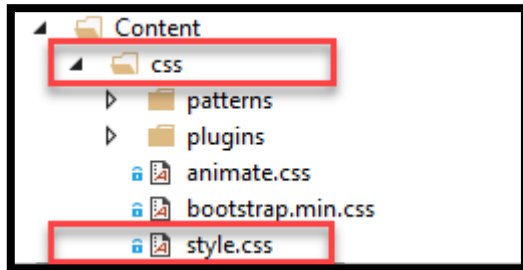 Content
css
patterns
plugins
animate.css
bootstrap.min.css
style.css